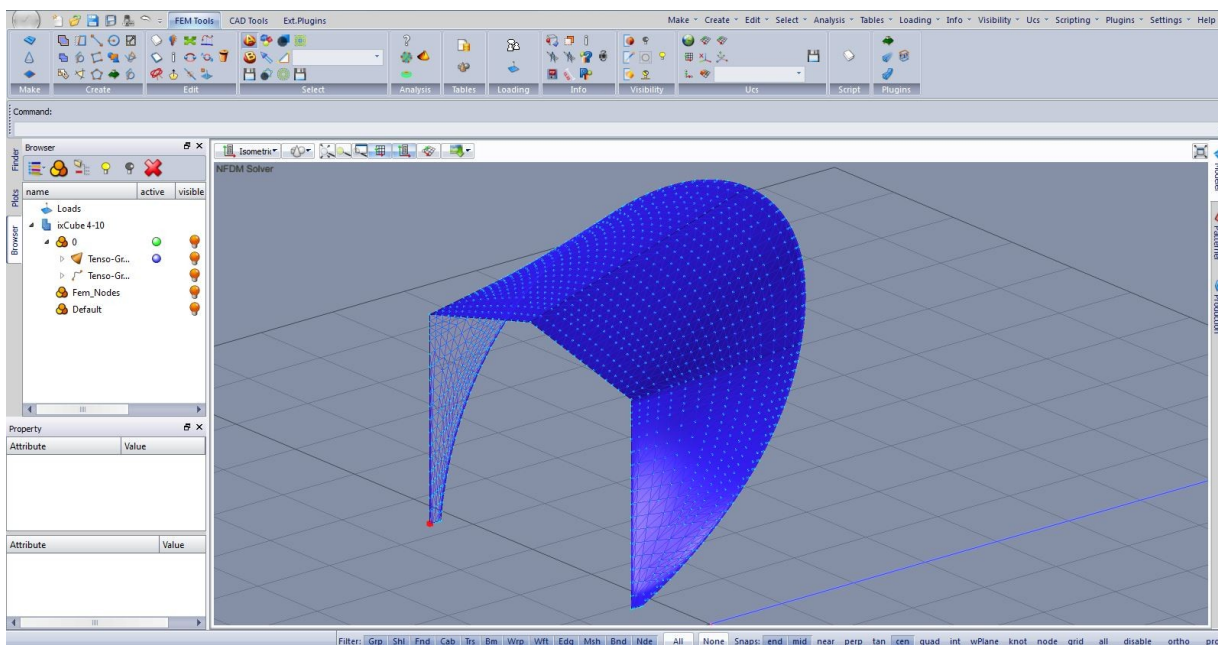 FEM Tools CAD Tools Ext.Plugins Make Create Edit Select Analysis Tables Loading Info Visibility Ucs Scripting Plugins Settings Help
Make Create Edit Select Analysis Tables Loading Info Visibility Ucs Script Plugins
Command:
Browser
Finder
Plots
Browser
name active visible
Loads
ixCube 4-10
0
Tenso-Gr...
Tenso-Gr...
Fem_Nodes
Default
Property
Attribute Value
Attribute Value
Isometric
NFDM Solver
Patterner
Production
Filter: Grp Shl Fnd Cab Trs Bm Wrp Wft Edg Msh Bnd Nde All None Snaps: end mid near perp tan cen quad int wPlane knot node grid all disable ortho